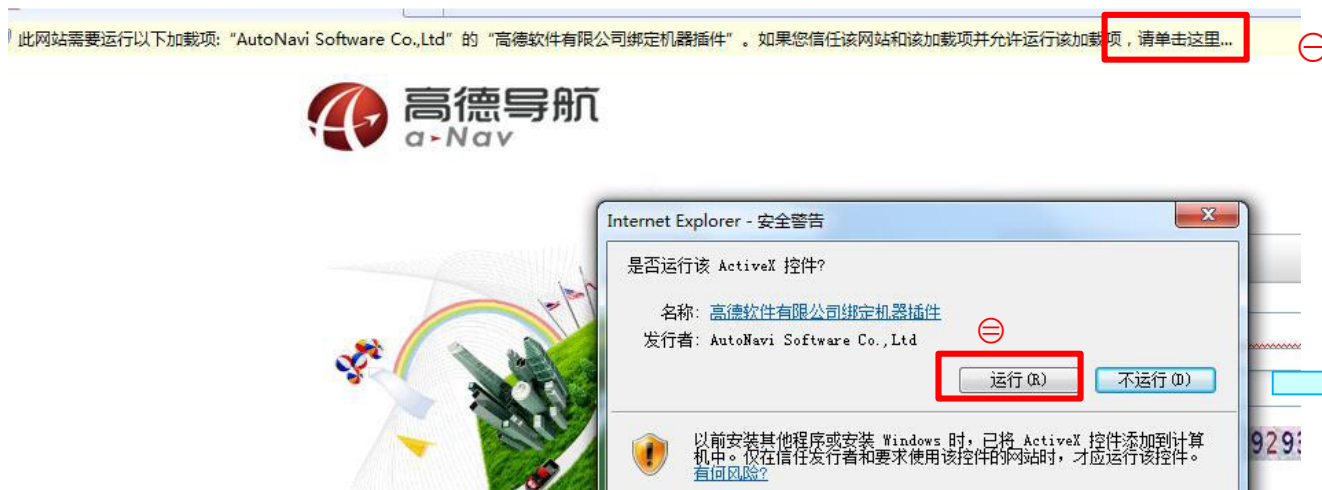 此网站需要运行以下加载项: “AutoNavi Software Co.,Ltd” 的 “高德软件有限公司绑定机器插件”。如果您信任该网站和该加载项并允许运行该加载项，请单击这里...
㊀
高德导航
a-Nav
Internet Explorer - 安全警告
是否运行该 ActiveX 控件?
名称: 高德软件有限公司绑定机器插件
发行者: AutoNavi Software Co.,Ltd
㊁
运行(R) 不运行(D)
以前安装其他程序或安装 Windows 时，已将 ActiveX 控件添加到计算
机中。仅在信任发行者和要求使用该控件的网站时，才应运行该控件。
有何风险?